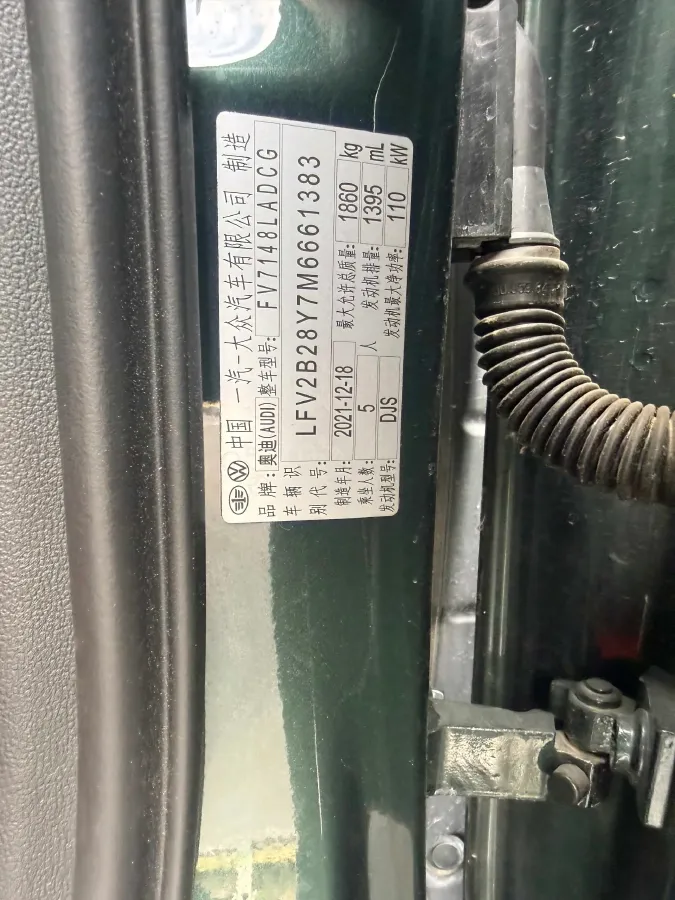 中国 一汽-大众汽车有限公司 制造
品牌: 奥迪(AUDI) 整车型号: FV7148LADCG
车辆识别代号: LFV2B28Y7M6661383
制造年月: 2021-12-18 最大允许总质量: 1860 kg
乘坐人数: 5 人 发动机排量: 1395 mL
发动机型号: DJS 发动机最大净功率: 110 kW